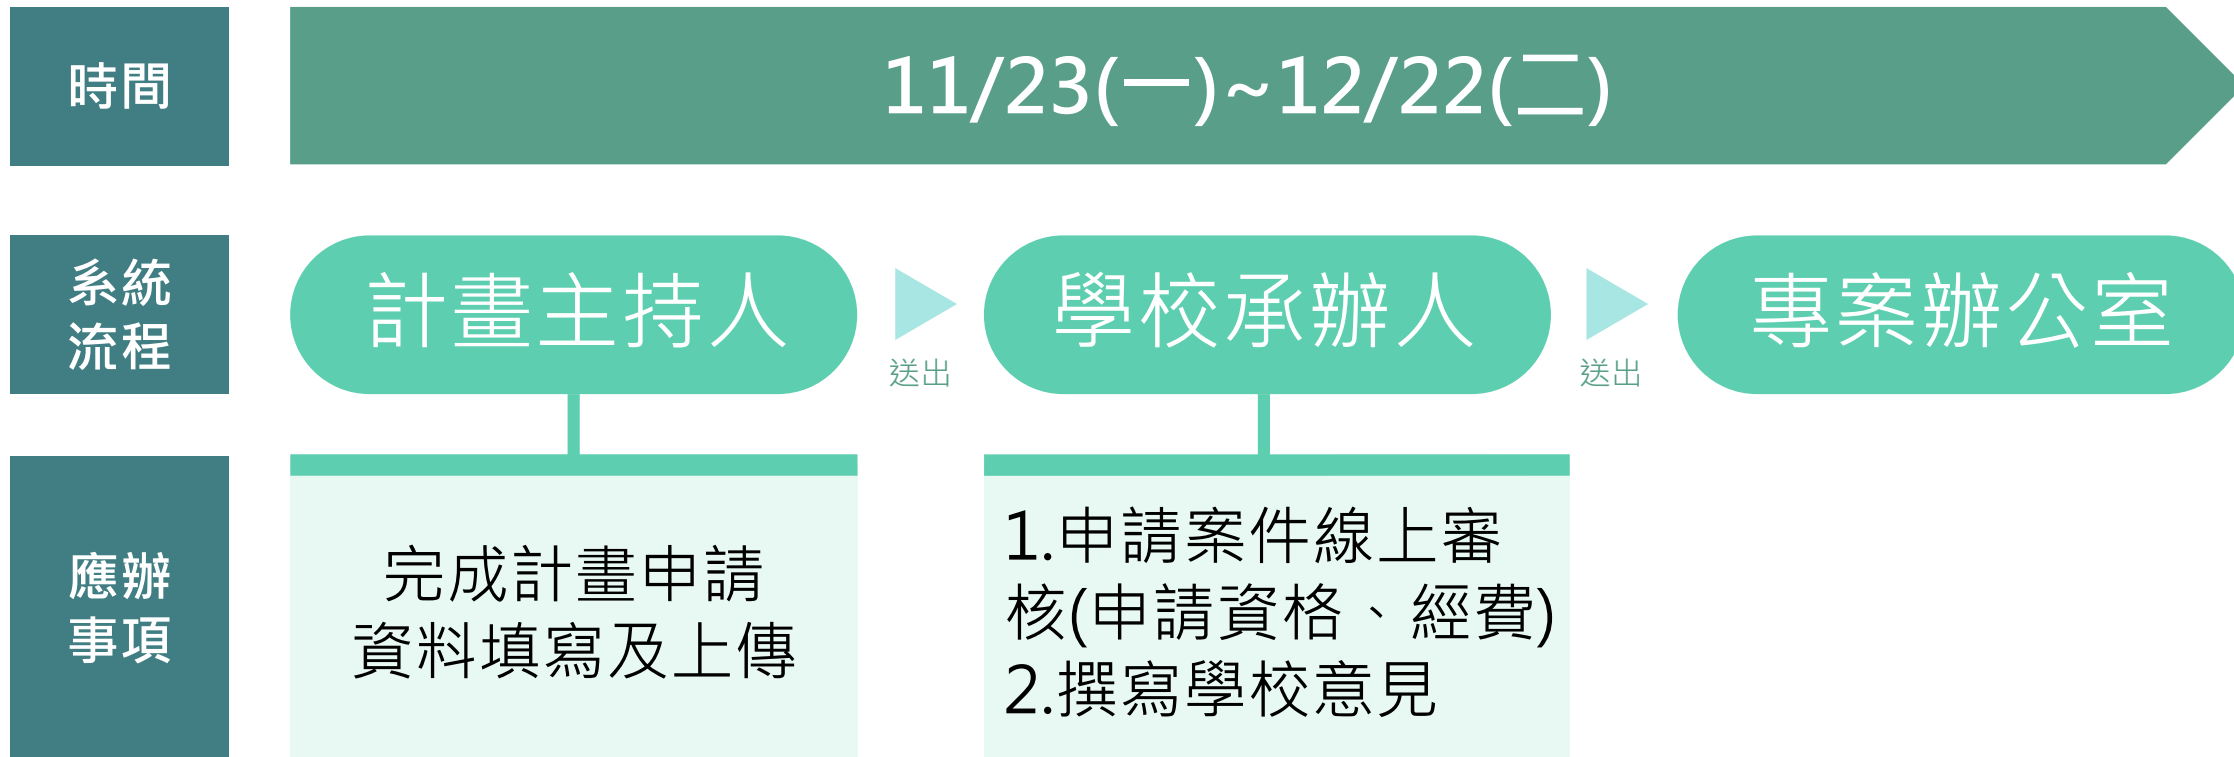 時間
11/23(一)~12/22(二)
系統
流程
計畫主持人
送出
學校承辦人
送出
專案辦公室
應辦
事項
完成計畫申請
資料填寫及上傳
1.申請案件線上審
核(申請資格、經費)
2.撰寫學校意見